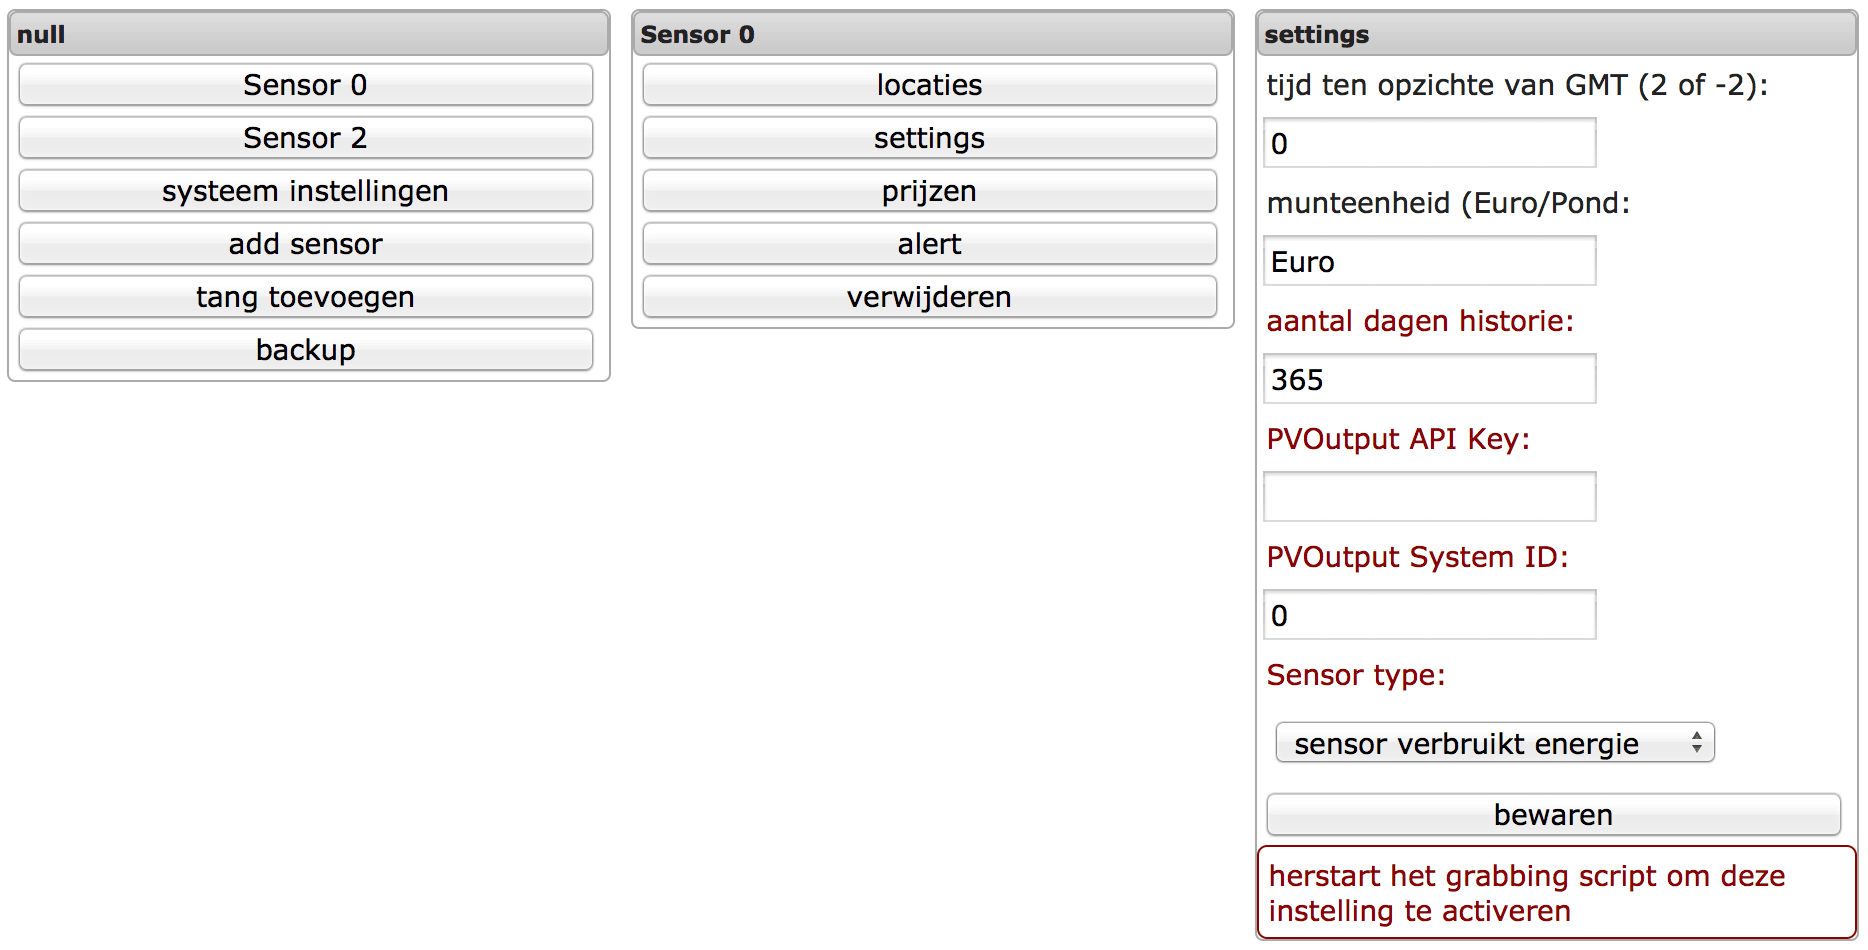 null
Sensor 0
Sensor 2
systeem instellingen
add sensor
tang toevoegen
backup
Sensor 0
locaties
settings
prijzen
alert
verwijderen
settings
tijd ten opzichte van GMT (2 of -2):
0
munteenheid (Euro/Pond:
Euro
aantal dagen historie:
365
PVOutput API Key:
PVOutput System ID:
0
Sensor type:
sensor verbruikt energie
bewaren
herstart het grabbing script om deze
instelling te activeren